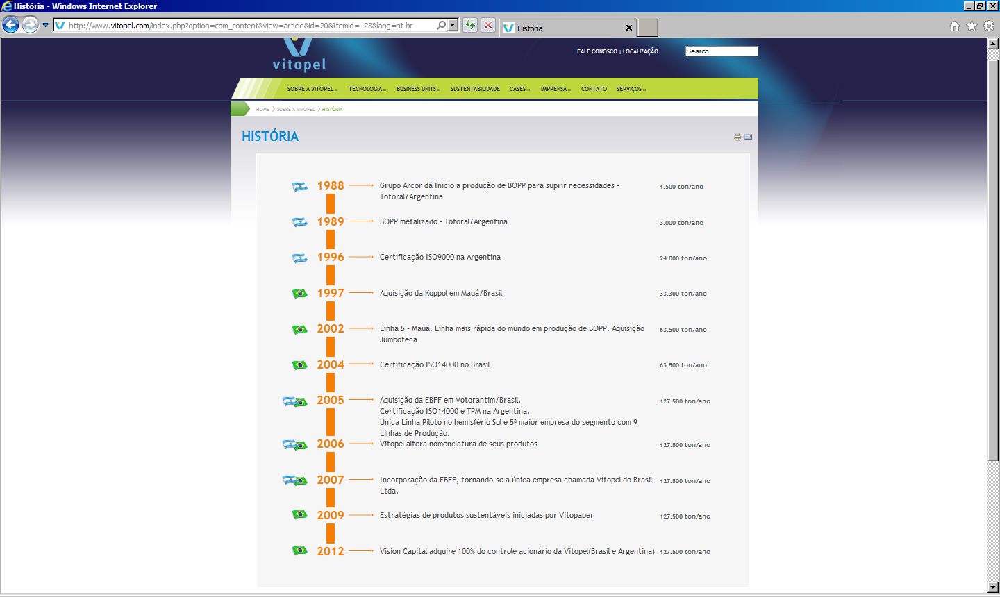 História - Windows Internet Explorer
http://www.vitopel.com/index.php?option=com_content&view=article&id=20&Itemid=123&lang=pt-br
História
vitopel
FALE CONOSCO | LOCALIZAÇÃO
Search
SOBRE A VITOPEL » TECNOLOGIA » BUSINESS UNITS » SUSTENTABILIDADE CASES » IMPRENSA » CONTATO SERVIÇOS »
HOME SOBRE A VITOPEL HISTÓRIA
HISTÓRIA
1988 Grupo Arcor dá Inicio a produção de BOPP para suprir necessidades - 1.500 ton/ano
Totoral/Argentina
1989 BOPP metalizado - Totoral/Argentina 3.000 ton/ano
1996 Certificação ISO9000 na Argentina 24.000 ton/ano
1997 Aquisição da Koppol em Mauá/Brasil 33.300 ton/ano
2002 Linha 5 - Mauá. Linha mais rápida do mundo em produção de BOPP. Aquisição 63.500 ton/ano
Jumboteca
2004 Certificação ISO14000 no Brasil 63.500 ton/ano
2005 Aquisição da EBFF em Votorantim/Brasil. 127.500 ton/ano
Certificação ISO14000 e TPM na Argentina.
Única Linha Piloto no hemisfério Sul e 5ª maior empresa do segmento com 9
Linhas de Produção.
2006 Vitopel altera nomenclatura de seus produtos 127.500 ton/ano
2007 Incorporação da EBFF, tornando-se a única empresa chamada Vitopel do Brasil 127.500 ton/ano
Ltda.
2009 Estratégias de produtos sustentáveis iniciadas por Vitopaper 127.500 ton/ano
2012 Vision Capital adquire 100% do controle acionário da Vitopel(Brasil e Argentina) 127.500 ton/ano